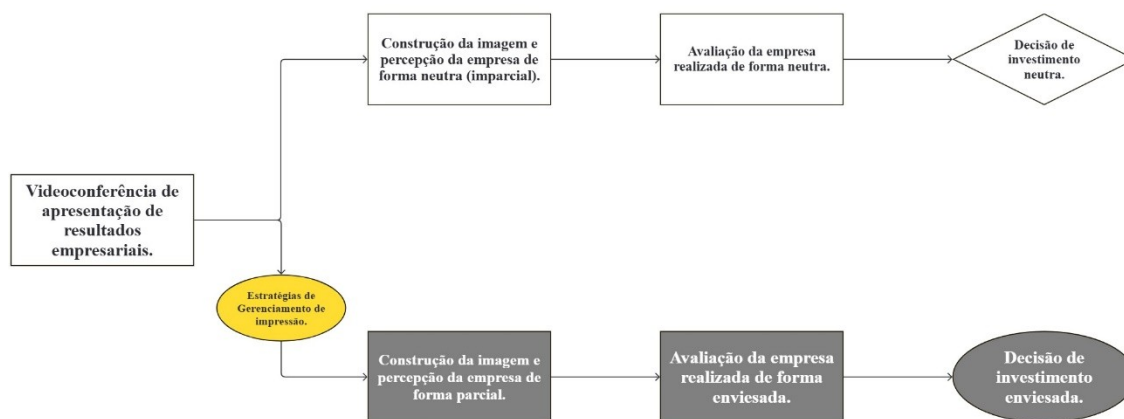 Construção da imagem e
percepção da empresa de
forma neutra (imparcial).
Avaliação da empresa
realizada de forma neutra.
Decisão de
investimento
neutra.
Videoconferência de
apresentação de
resultados
empresariais.
Estratégias de
Gerenciamento de
impressão.
Construção da imagem e
percepção da empresa de
forma parcial.
Avaliação da empresa
realizada de forma
enviesada.
Decisão de
investimento
enviesada.